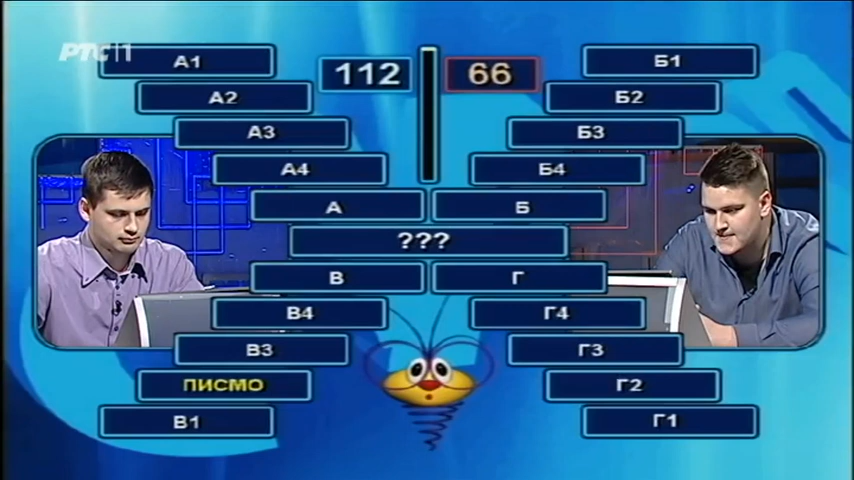 РТС 1
А1
112
66
Б1
А2
Б2
А3
Б3
А4
Б4
А
Б
???
В
Г
В4
Г4
В3
Г3
ПИСМО
Г2
В1
Г1